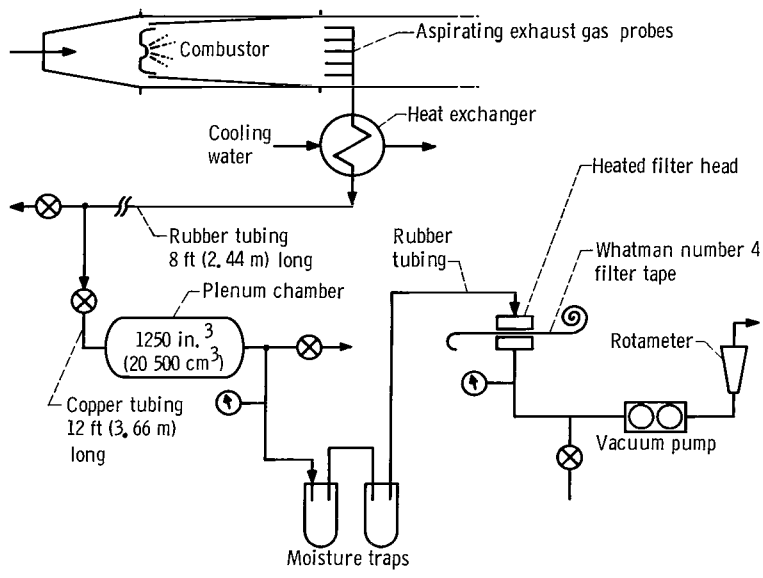 Combustor
Aspirating exhaust gas probes
Heat exchanger
Cooling
water
Heated filter head
Rubber tubing
8 ft (2.44 m) long
Rubber
tubing
Whatman number 4
filter tape
Plenum chamber
1250 in.³
(20 500 cm³)
Rotameter
Copper tubing
12 ft (3.66 m)
long
Vacuum pump
Moisture traps